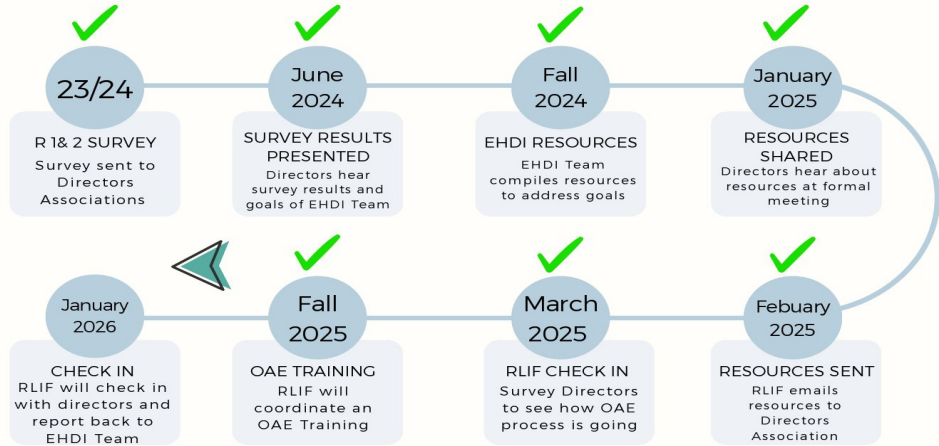 23/24
R 1& 2 SURVEY
Survey sent to
Directors
Associations
June
2024
SURVEY RESULTS
PRESENTED
Directors hear
survey results and
goals of EHDI Team
Fall
2024
EHDI RESOURCES
EHDI Team
compiles resources
to address goals
January
2025
RESOURCES
SHARED
Directors hear about
resources at formal
meeting
Febuary
2025
RESOURCES SENT
RLIF emails
resources to
Directors
Association
March
2025
RLIF CHECK IN
Survey Directors
to see how OAE
process is going
Fall
2025
OAE TRAINING
RLIF will
coordinate an
OAE Training
January
2026
CHECK IN
RLIF will check in
with directors and
report back to
EHDI Team